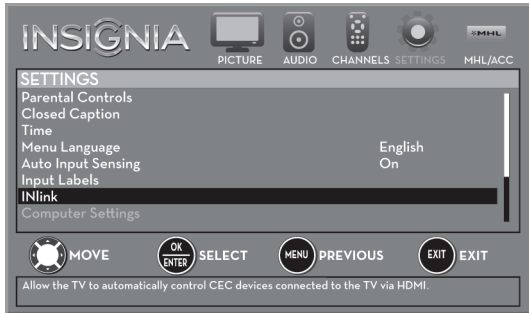 INSIGNIA
PICTURE AUDIO CHANNELS SETTINGS MHL/ACC
MHL
SETTINGS
Parental Controls
Closed Caption
Time
Menu Language English
Auto Input Sensing On
Input Labels
INlink
Computer Settings
MOVE OK ENTER SELECT MENU PREVIOUS EXIT EXIT
Allow the TV to automatically control CEC devices connected to the TV via HDMI.